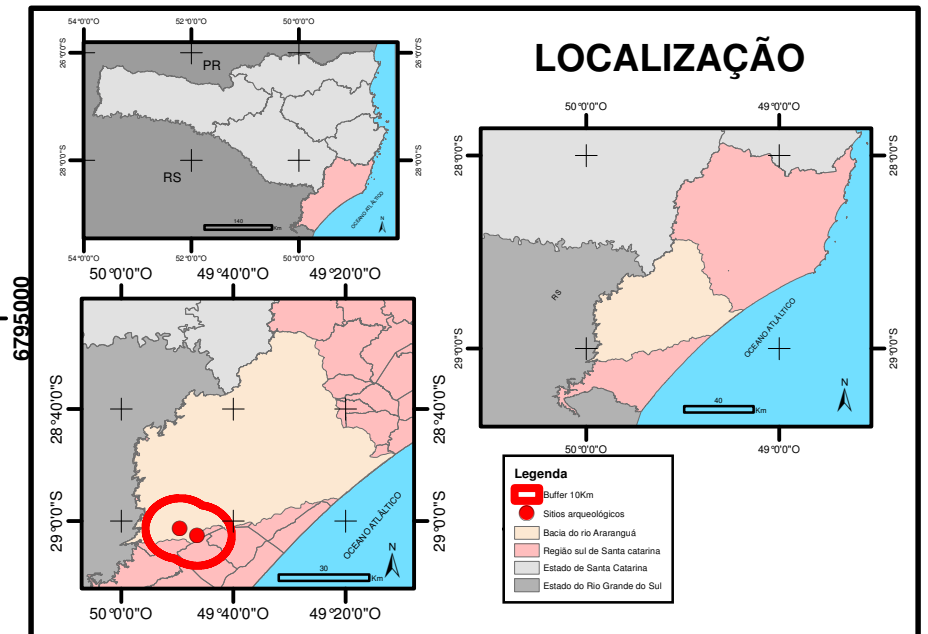 LOCALIZAÇÃO
54°0'0"O 52°0'0"O 50°0'0"O
26°0'0"S 26°0'0"S
PR
28°0'0"S 28°0'0"S
RS
OCEANO ATLÂLTICO
N
140
Km
54°0'0"O 52°0'0"O 50°0'0"O
50°0'0"O 49°0'0"O
28°0'0"S 28°0'0"S
RS
OCEANO ATLÂLTICO
29°0'0"S 29°0'0"S
N
40
Km
50°0'0"O 49°0'0"O
6795000
50°0'0"O 49°40'0"O 49°20'0"O
28°40'0"S 28°40'0"S
29°0'0"S 29°0'0"S
OCEANO ATLÂLTICO
N
30
Km
50°0'0"O 49°40'0"O 49°20'0"O
Legenda
Buffer 10Km
Sitios arqueológicos
Bacia do rio Araranguá
Região sul de Santa catarina
Estado de Santa Catarina
Estado do Rio Grande do Sul